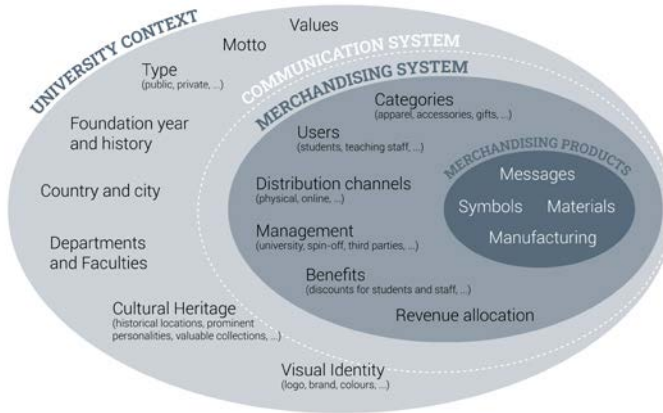 UNIVERSITY CONTEXT
Values
Motto
Type
(public, private, ...)
Foundation year
and history
Country and city
Departments
and Faculties
Cultural Heritage
(historical locations, prominent
personalities, valuable collections, ...)
Visual Identity
(logo, brand, colours, ...)
COMMUNICATION SYSTEM
MERCHANDISING SYSTEM
Categories
(apparel, accessories, gifts, ...)
Users
(students, teaching staff, ...)
Distribution channels
(physical, online, ...)
Management
(university, spin-off, third parties, ...)
Benefits
(discounts for students and staff, ...)
Revenue allocation
MERCHANDISING PRODUCTS
Messages
Symbols Materials
Manufacturing